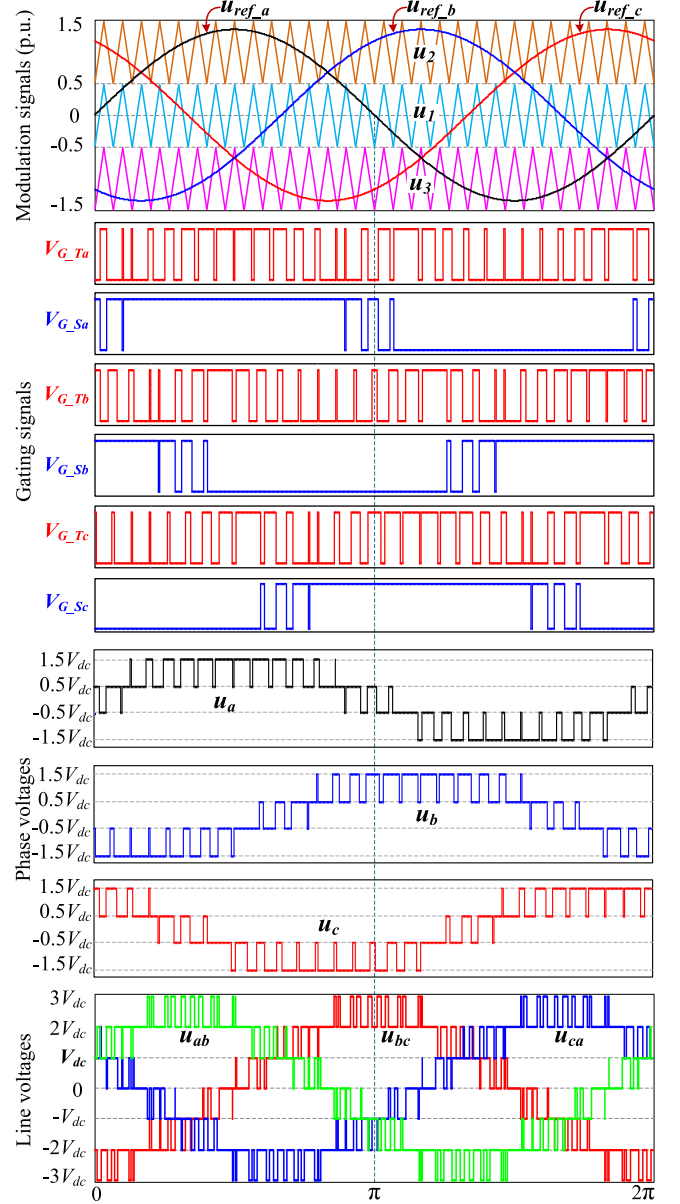 u_ref_a u_ref_b u_ref_c
Modulation signals (p.u.)
1.5
0.5
0
-0.5
-1.5
u_2
u_1
u_3
Gating signals
V_G_Ta
V_G_Sa
V_G_Tb
V_G_Sb
V_G_Tc
V_G_Sc
Phase voltages
1.5V_dc
0.5V_dc
-0.5V_dc
-1.5V_dc
u_a
1.5V_dc
0.5V_dc
-0.5V_dc
-1.5V_dc
u_b
1.5V_dc
0.5V_dc
-0.5V_dc
-1.5V_dc
u_c
Line voltages
3V_dc
2V_dc
V_dc
0
-V_dc
-2V_dc
-3V_dc
u_ab u_bc u_ca
0 π 2π